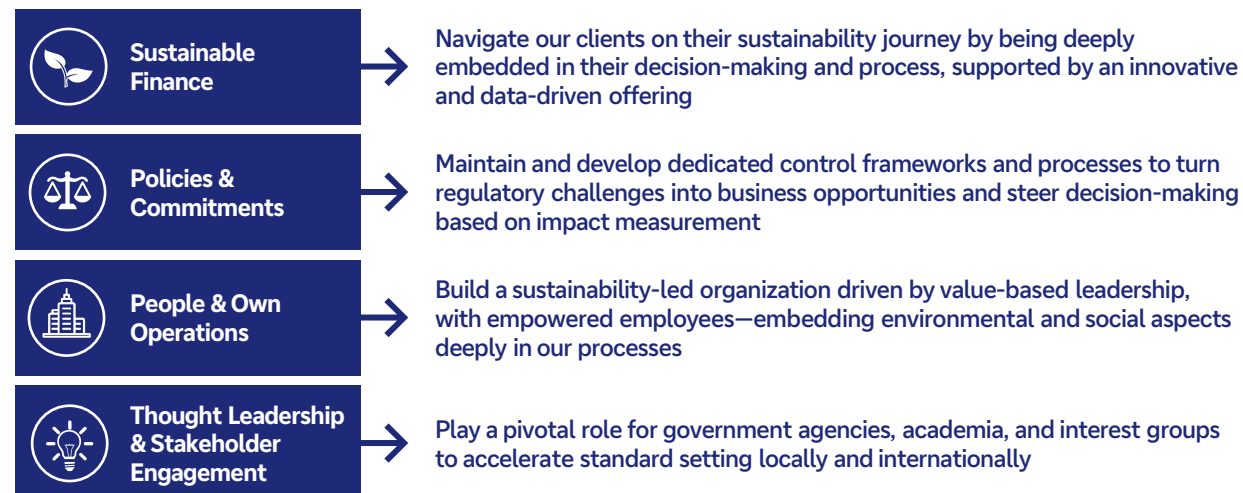 Sustainable
Finance
Navigate our clients on their sustainability journey by being deeply
embedded in their decision-making and process, supported by an innovative
and data-driven offering
Policies &
Commitments
Maintain and develop dedicated control frameworks and processes to turn
regulatory challenges into business opportunities and steer decision-making
based on impact measurement
People & Own
Operations
Build a sustainability-led organization driven by value-based leadership,
with empowered employees—embedding environmental and social aspects
deeply in our processes
Thought Leadership
& Stakeholder
Engagement
Play a pivotal role for government agencies, academia, and interest groups
to accelerate standard setting locally and internationally